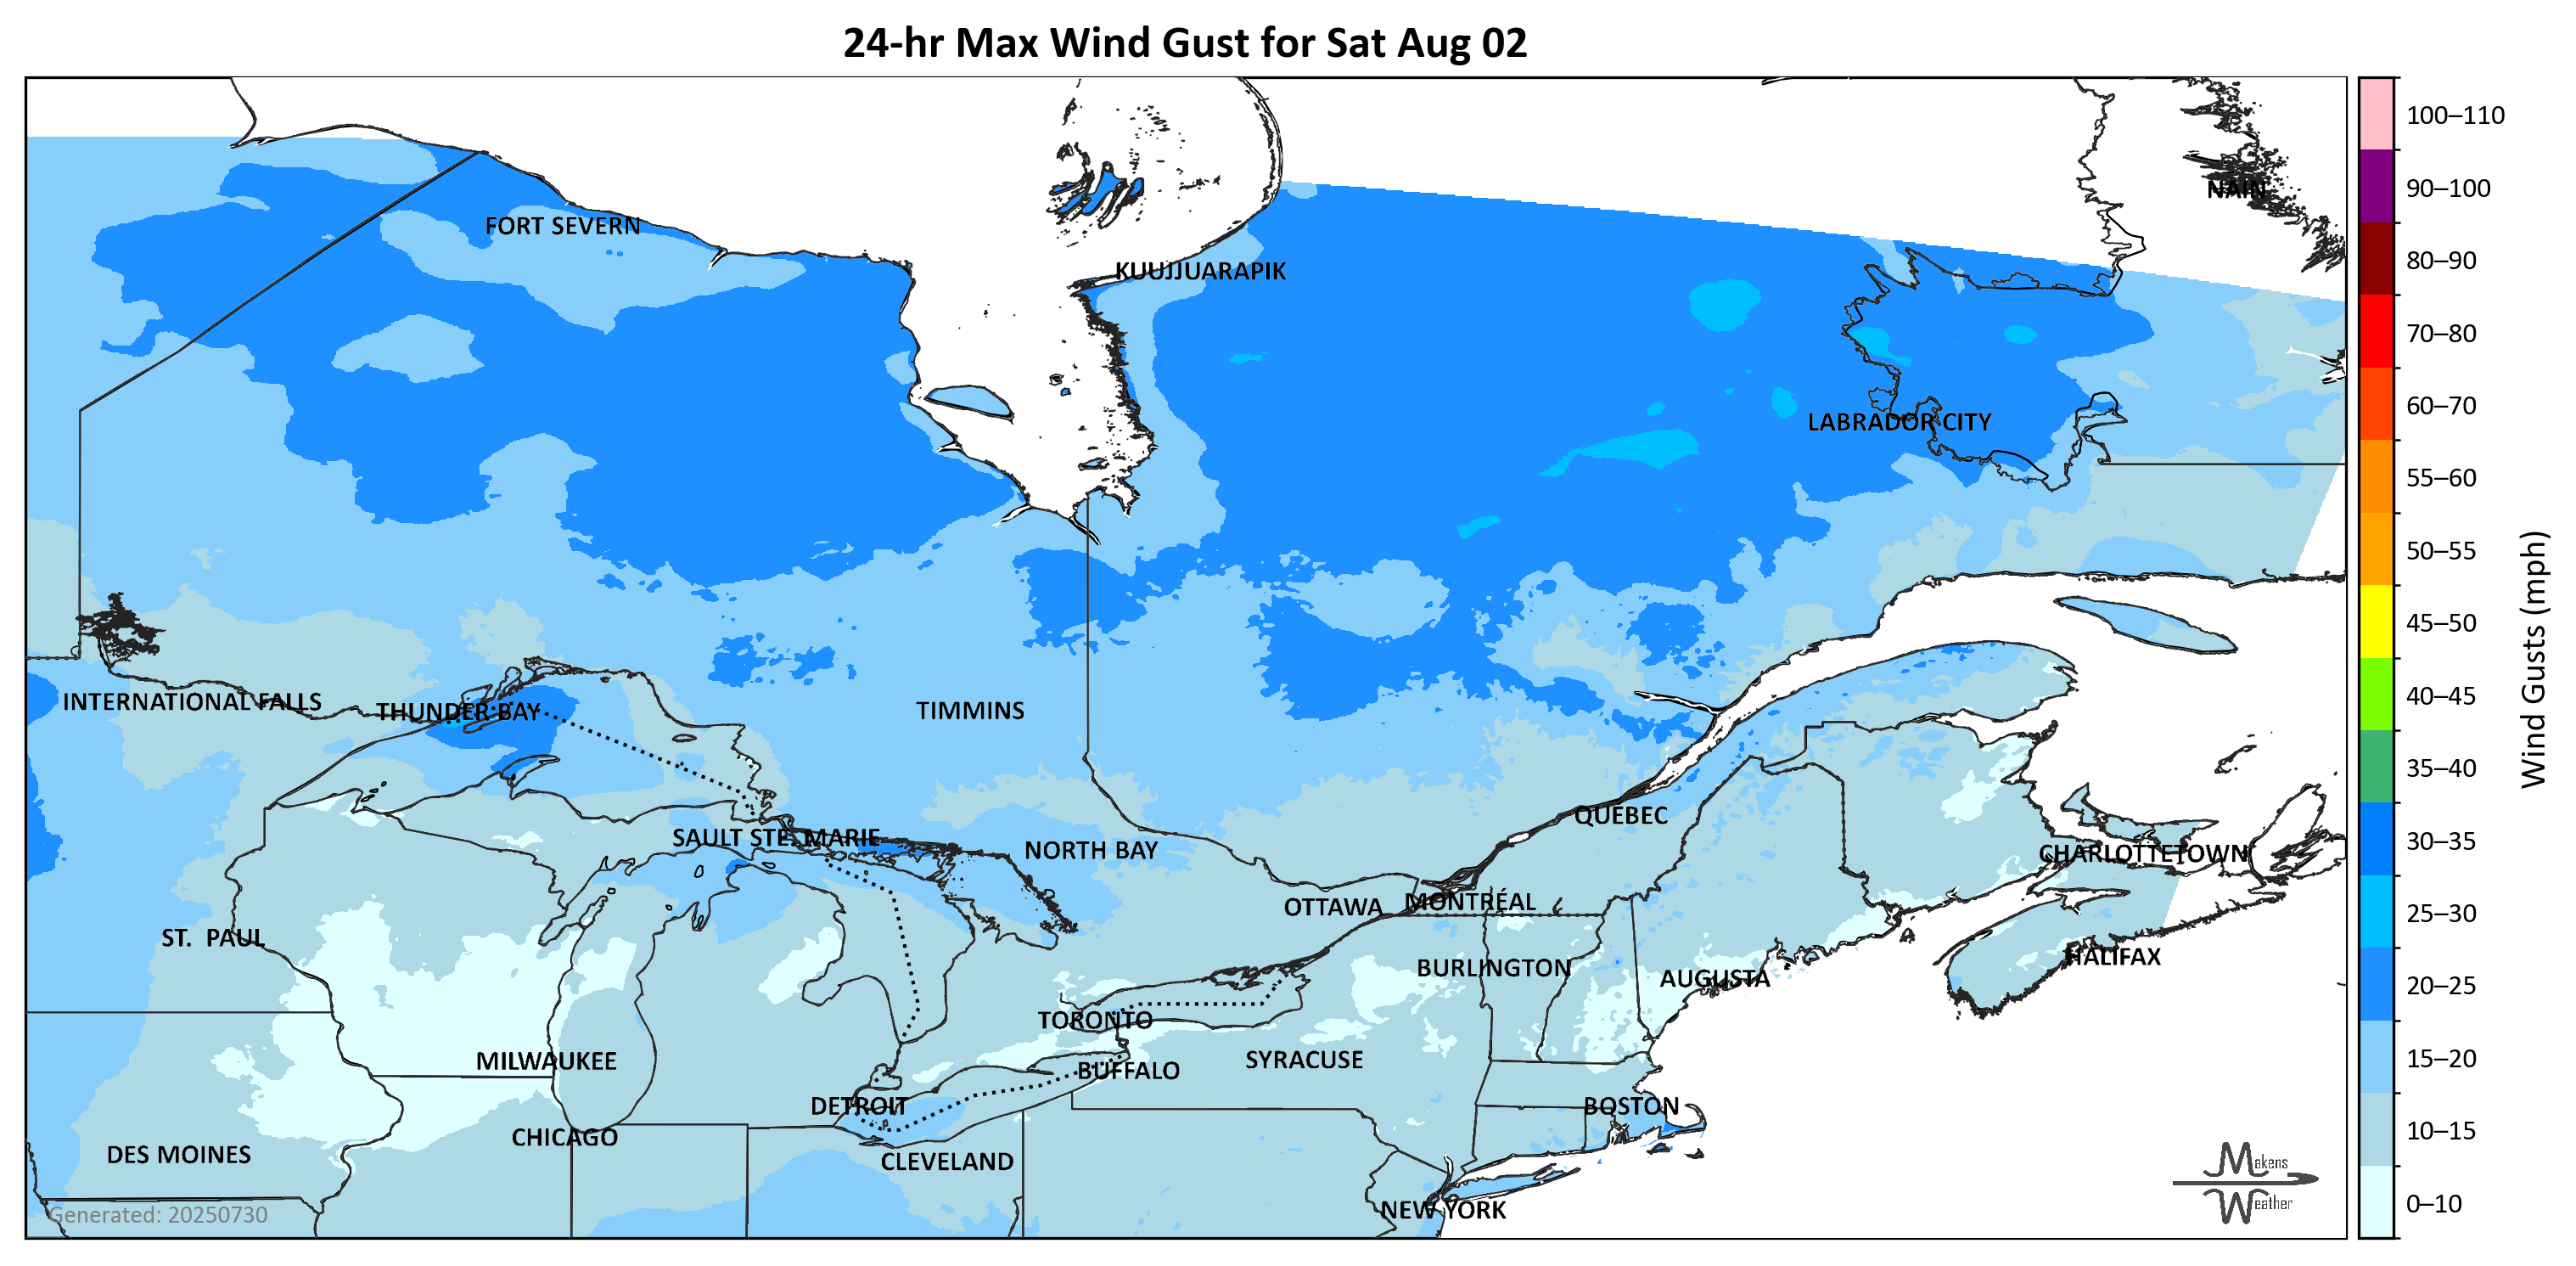 24-hr Max Wind Gust for Sat Aug 02
100–110
90–100
NAIN
FORT SEVERN
80–90
KUUJJUARAPIK
70–80
60–70
LABRADOR CITY
55–60
50–55
45–50
Wind Gusts (mph)
40–45
INTERNATIONAL FALLS
THUNDER BAY
TIMMINS
35–40
QUEBEC
30–35
SAULT STE. MARIE
NORTH BAY
CHARLOTTETOWN
OTTAWA
MONTRÉAL
25–30
ST. PAUL
HALIFAX
BURLINGTON
AUGUSTA
20–25
TORONTO
MILWAUKEE
SYRACUSE
15–20
BUFFALO
DETROIT
BOSTON
CHICAGO
10–15
DES MOINES
CLEVELAND
Makens
Weather
0–10
NEW YORK
Generated: 20250730